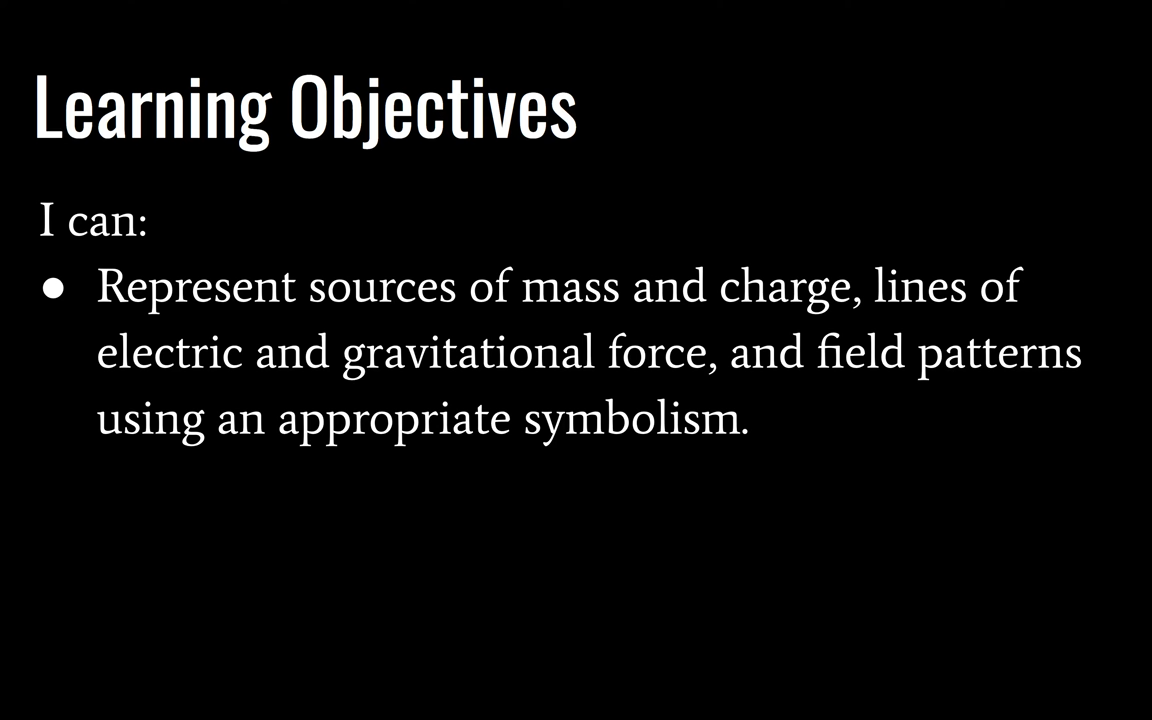 Learning Objectives
I can:
● Represent sources of mass and charge, lines of
electric and gravitational force, and field patterns
using an appropriate symbolism.